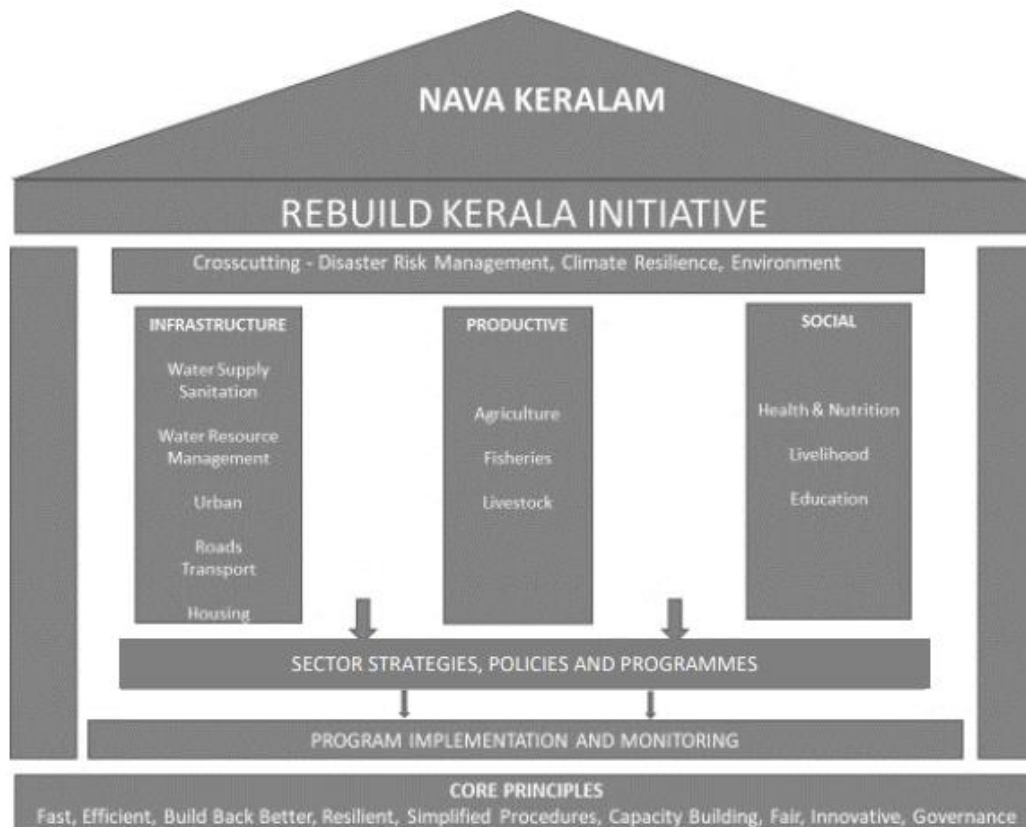 NAVA KERALAM
REBUILD KERALA INITIATIVE
Crosscutting - Disaster Risk Management, Climate Resilience, Environment
INFRASTRUCTURE
Water Supply
Sanitation
Water Resource
Management
Urban
Roads
Transport
Housing
PRODUCTIVE
Agriculture
Fisheries
Livestock
SOCIAL
Health & Nutrition
Livelihood
Education
SECTOR STRATEGIES, POLICIES AND PROGRAMMES
PROGRAM IMPLEMENTATION AND MONITORING
CORE PRINCIPLES
Fast, Efficient, Build Back Better, Resilient, Simplified Procedures, Capacity Building, Fair, Innovative, Governance